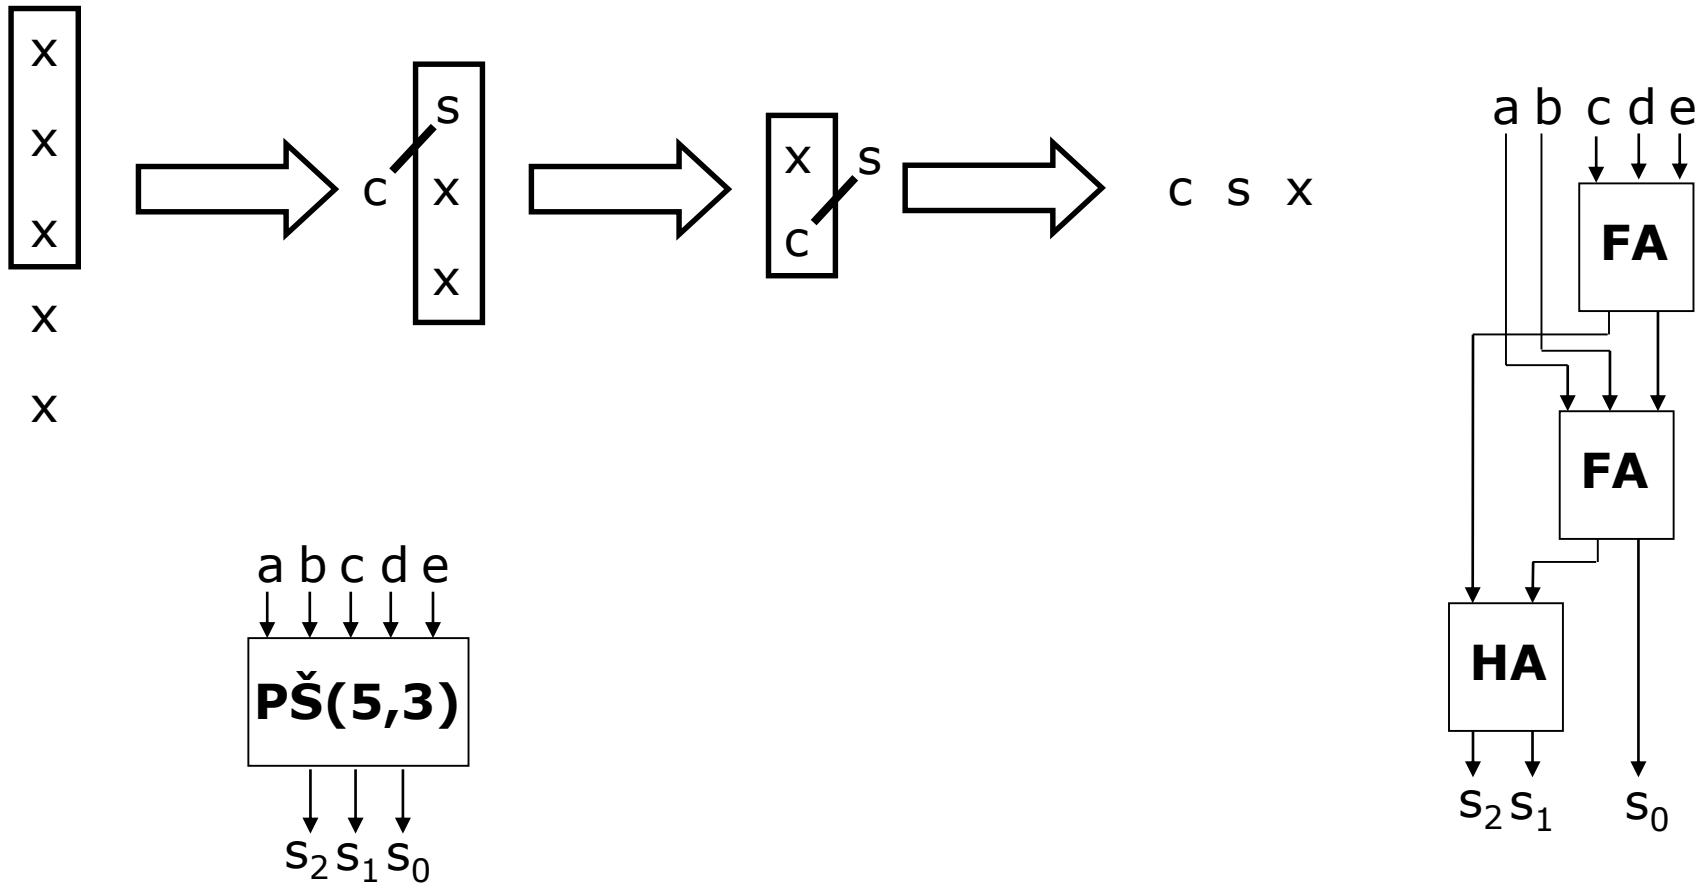 x
x
x
x
x
s
c
x
x
x
s
c
c s x
a b c d e
PŠ(5,3)
s₂ s₁ s₀
a b c d e
FA
FA
HA
s₂ s₁ s₀